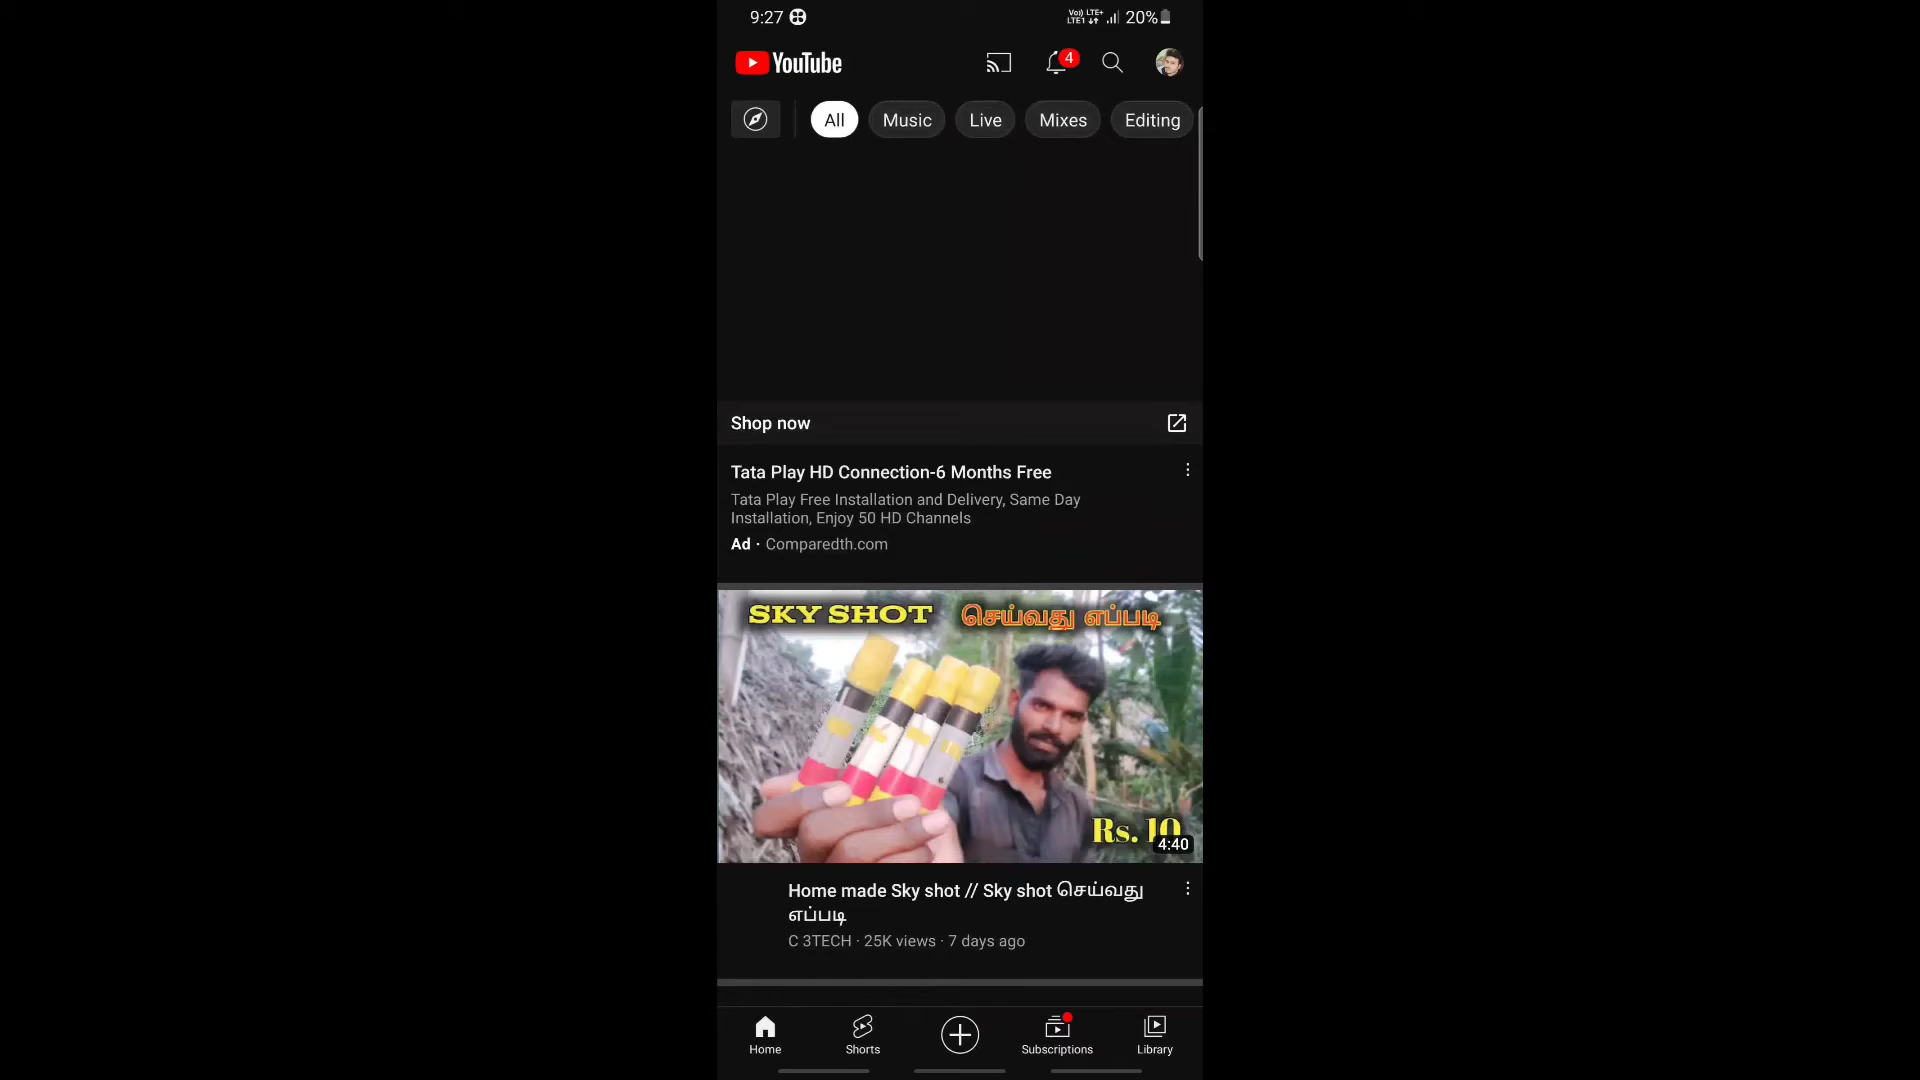 9:27 Vo)) LTE+ LTE1 20%
YouTube 4
All Music Live Mixes Editing
Shop now
Tata Play HD Connection-6 Months Free
Tata Play Free Installation and Delivery, Same Day
Installation, Enjoy 50 HD Channels
Ad · Comparedth.com
SKY SHOT செய்வது எப்படி
Rs. 10
4:40
Home made Sky shot // Sky shot செய்வது
எப்படி
C 3TECH · 25K views · 7 days ago
Home Shorts Subscriptions Library